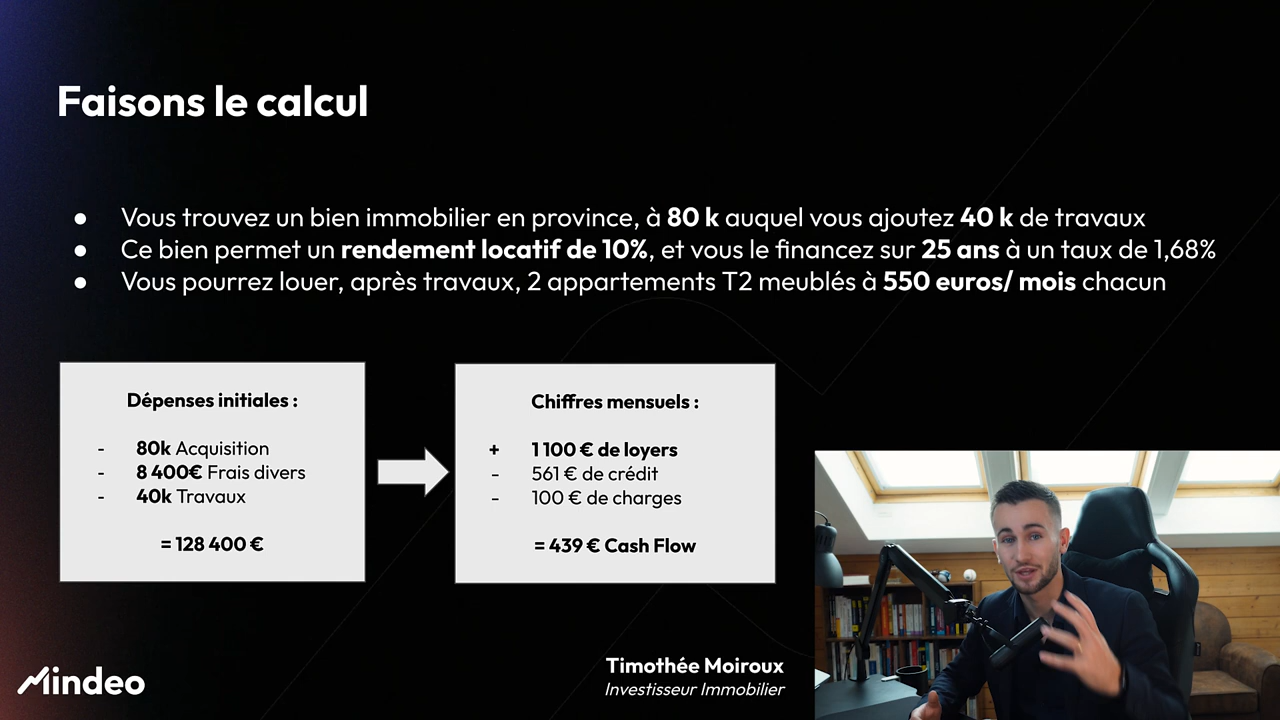 Faisons le calcul
● Vous trouvez un bien immobilier en province, à 80 k auquel vous ajoutez 40 k de travaux
● Ce bien permet un rendement locatif de 10%, et vous le financez sur 25 ans à un taux de 1,68%
● Vous pourrez louer, après travaux, 2 appartements T2 meublés à 550 euros/ mois chacun
Dépenses initiales :
- 80k Acquisition
- 8 400€ Frais divers
- 40k Travaux
= 128 400 €
Chiffres mensuels :
+ 1 100 € de loyers
- 561 € de crédit
- 100 € de charges
= 439 € Cash Flow
Mindeo
Timothée Moiroux
Investisseur Immobilier